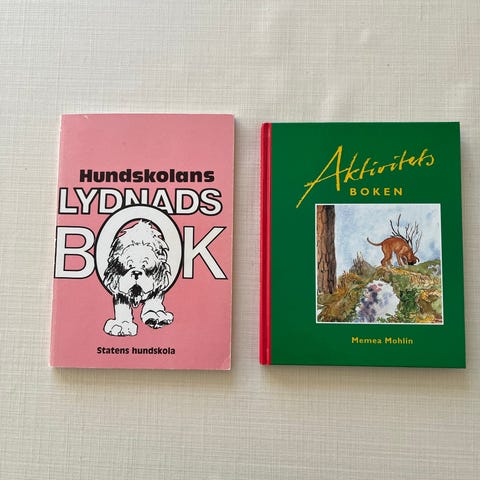 Hundskolans
LYDNADS
BOK
Statens hundskola
Aktivitets
BOKEN
Memea Mohlin